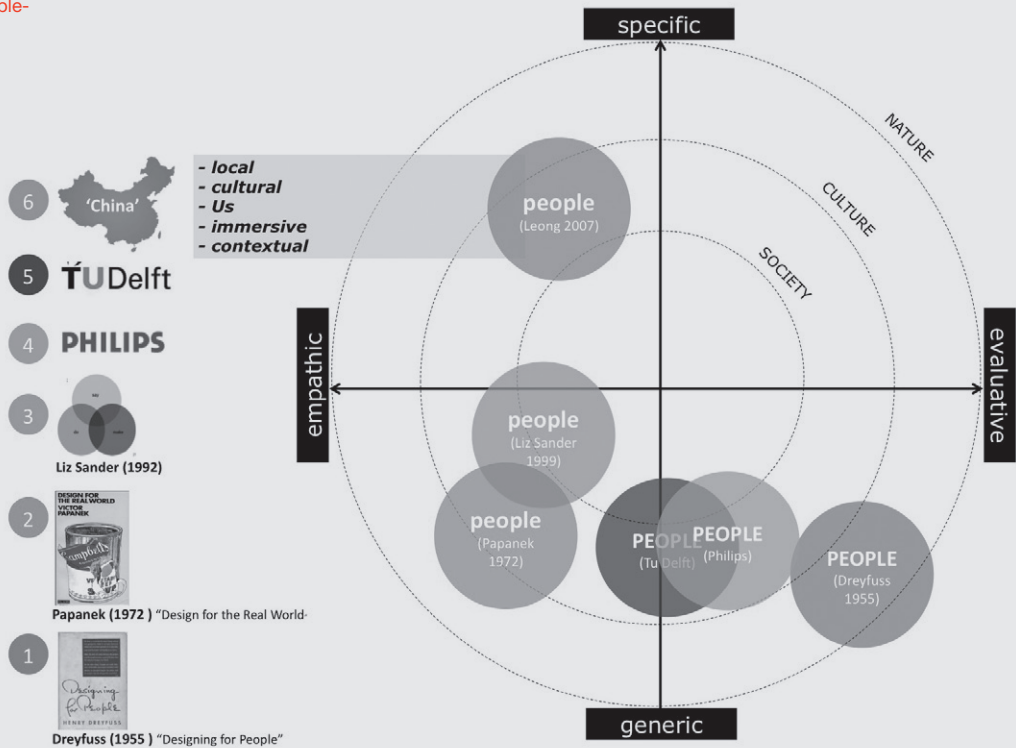 ple-
specific
NATURE
CULTURE
SOCIETY
6
'China'
- local
- cultural
- Us
- immersive
- contextual
people
(Leong 2007)
5
TUDelft
4
PHILIPS
empathic
evaluative
3
say
do
make
Liz Sander (1992)
people
(Liz Sander
1999)
2
DESIGN FOR
THE REAL WORLD
VICTOR
PAPANEK
Papanek (1972 ) “Design for the Real World-
people
(Papanek
1972)
PEOPLE
(Tu Delft)
PEOPLE
(Philips)
PEOPLE
(Dreyfuss
1955)
1
Designing
for People
HENRY DREYFUSS
Dreyfuss (1955 ) “Designing for People”
generic